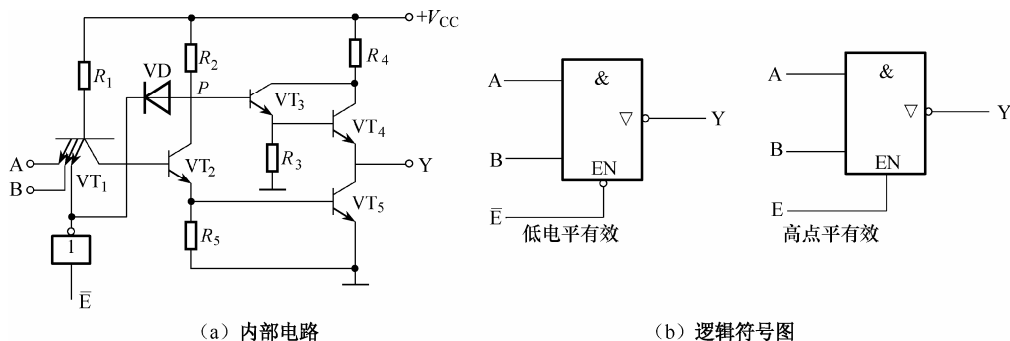 +V_CC
R₁
VD
R₂
P
VT₃
R₄
VT₄
A
B
VT₁
VT₂
R₃
Y
VT₅
R₅
1
E̅
(a) 内部电路
A
&
▽
Y
B
EN
E̅
低电平有效
A
&
▽
Y
B
EN
E
高点平有效
(b) 逻辑符号图